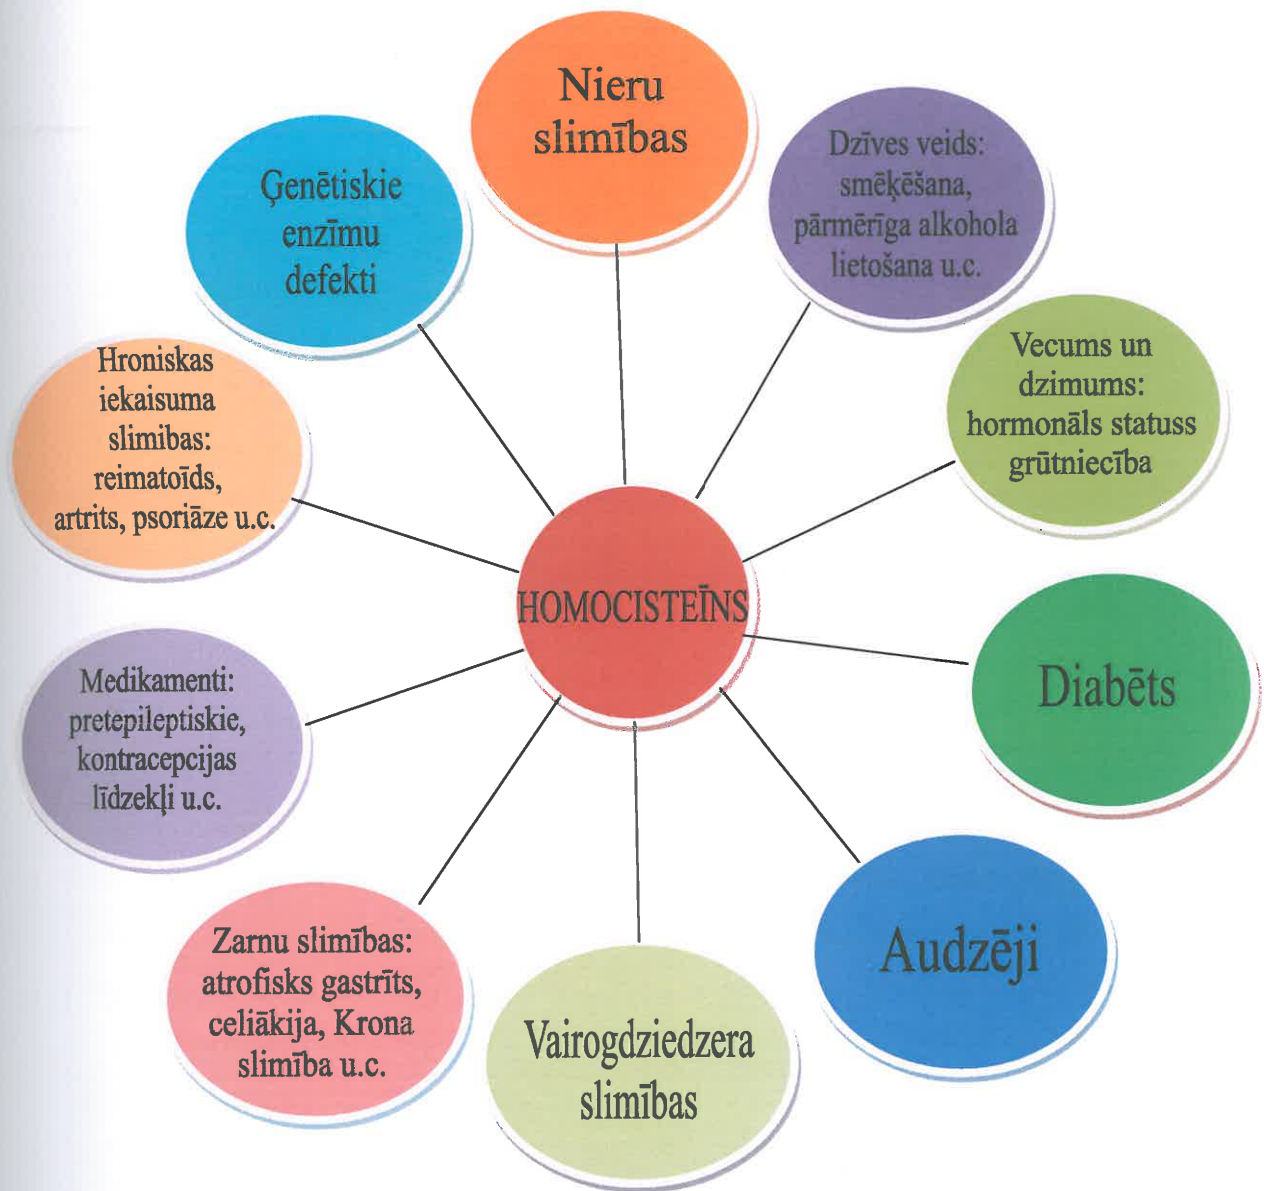 Nieru
slimības
Dzīves veids:
smēķēšana,
pārmērīga alkohola
lietošana u.c.
Ģenētiskie
enzīmu
defekti
Vecums un
dzimums:
hormonāls statuss
grūtniecība
Hroniskas
iekaisuma
slimibas:
reimatoīds,
artrits, psoriāze u.c.
HOMOCISTEĪNS
Diabēts
Medikamenti:
pretepileptiskie,
kontracepcijas
līdzekļi u.c.
Audzēji
Zarnu slimības:
atrofisks gastrīts,
celiākija, Krona
slimība u.c.
Vairogdziedzera
slimības